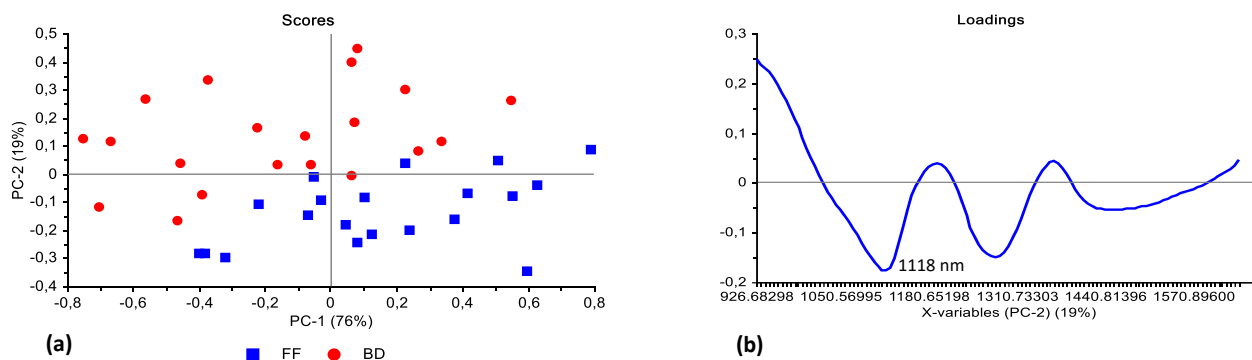 Scores
PC-2 (19%)
0,5
0,4
0,3
0,2
0,1
0
-0,1
-0,2
-0,3
-0,4
-0,8 -0,6 -0,4 -0,2 0 0,2 0,4 0,6 0,8
PC-1 (76%)
(a)
FF BD
Loadings
0,3
0,2
0,1
0
-0,1
-0,2
1118 nm
926.68298 1050.56995 1180.65198 1310.73303 1440.81396 1570.89600
X-variables (PC-2) (19%)
(b)